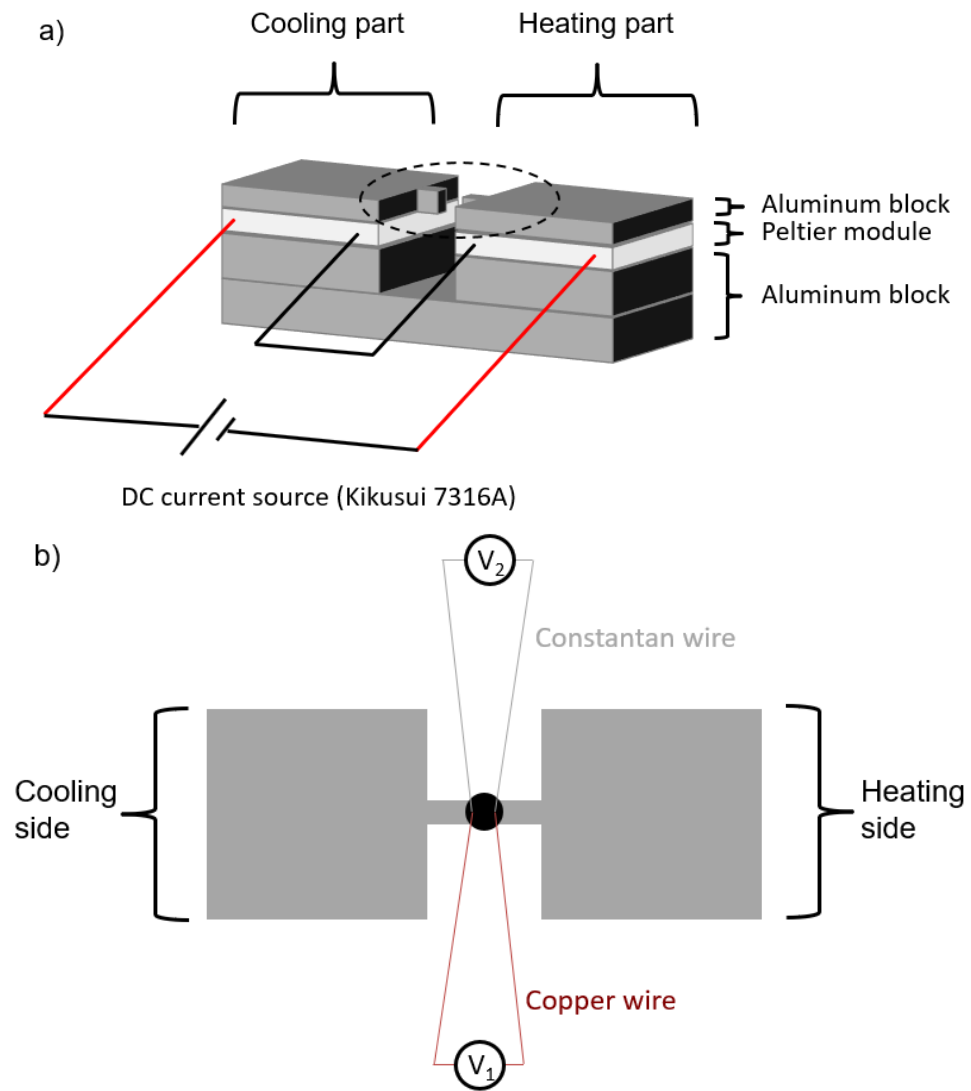 a)
Cooling part
Heating part
Aluminum block
Peltier module
Aluminum block
DC current source (Kikusui 7316A)
b)
V2
Constantan wire
Cooling
side
Heating
side
Copper wire
V1